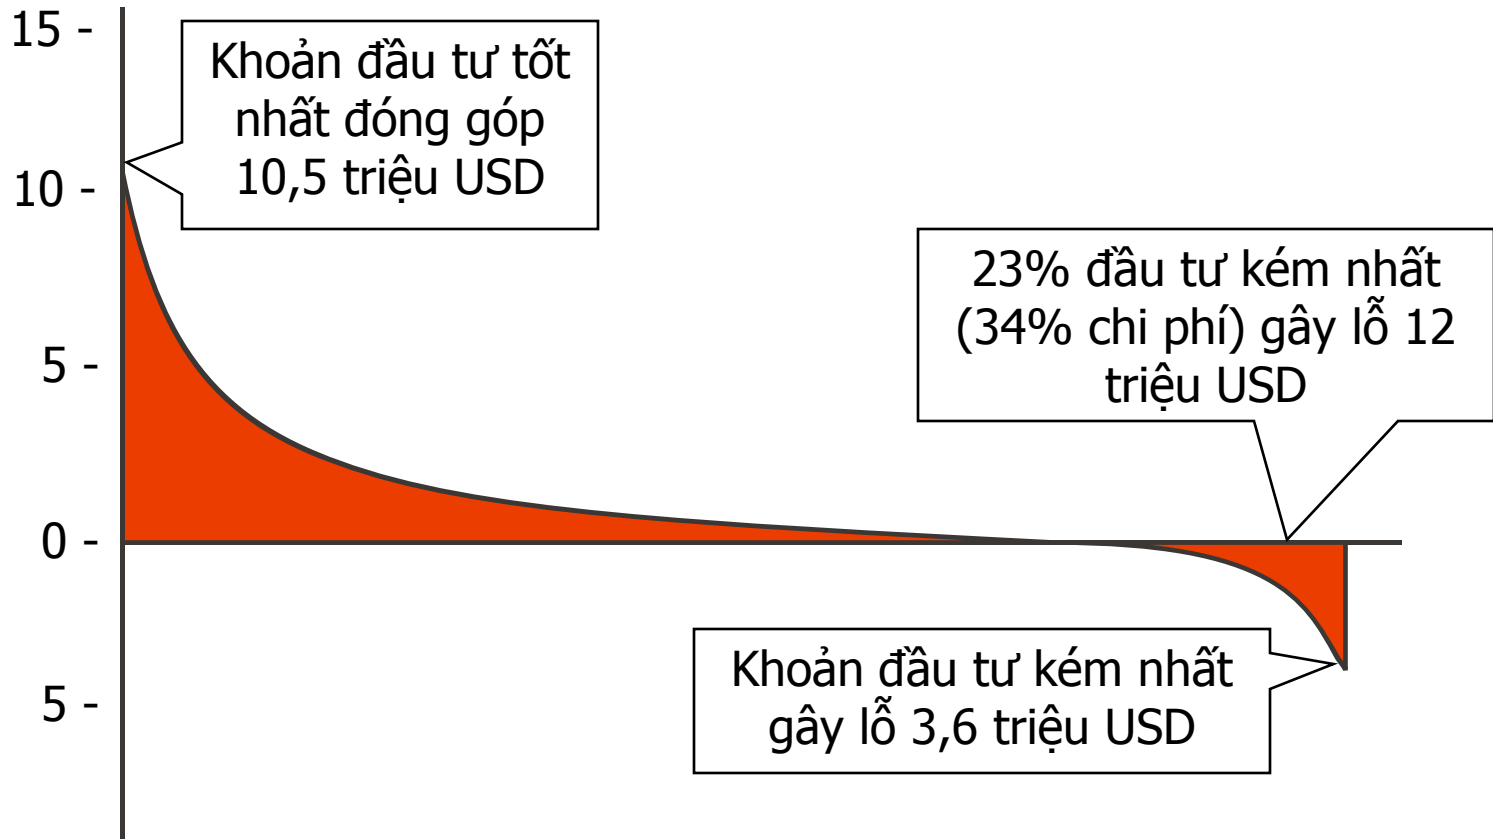 15 -
Khoản đầu tư tốt
nhất đóng góp
10,5 triệu USD
10 -
23% đầu tư kém nhất
(34% chi phí) gây lỗ 12
triệu USD
5 -
0 -
Khoản đầu tư kém nhất
gây lỗ 3,6 triệu USD
5 -